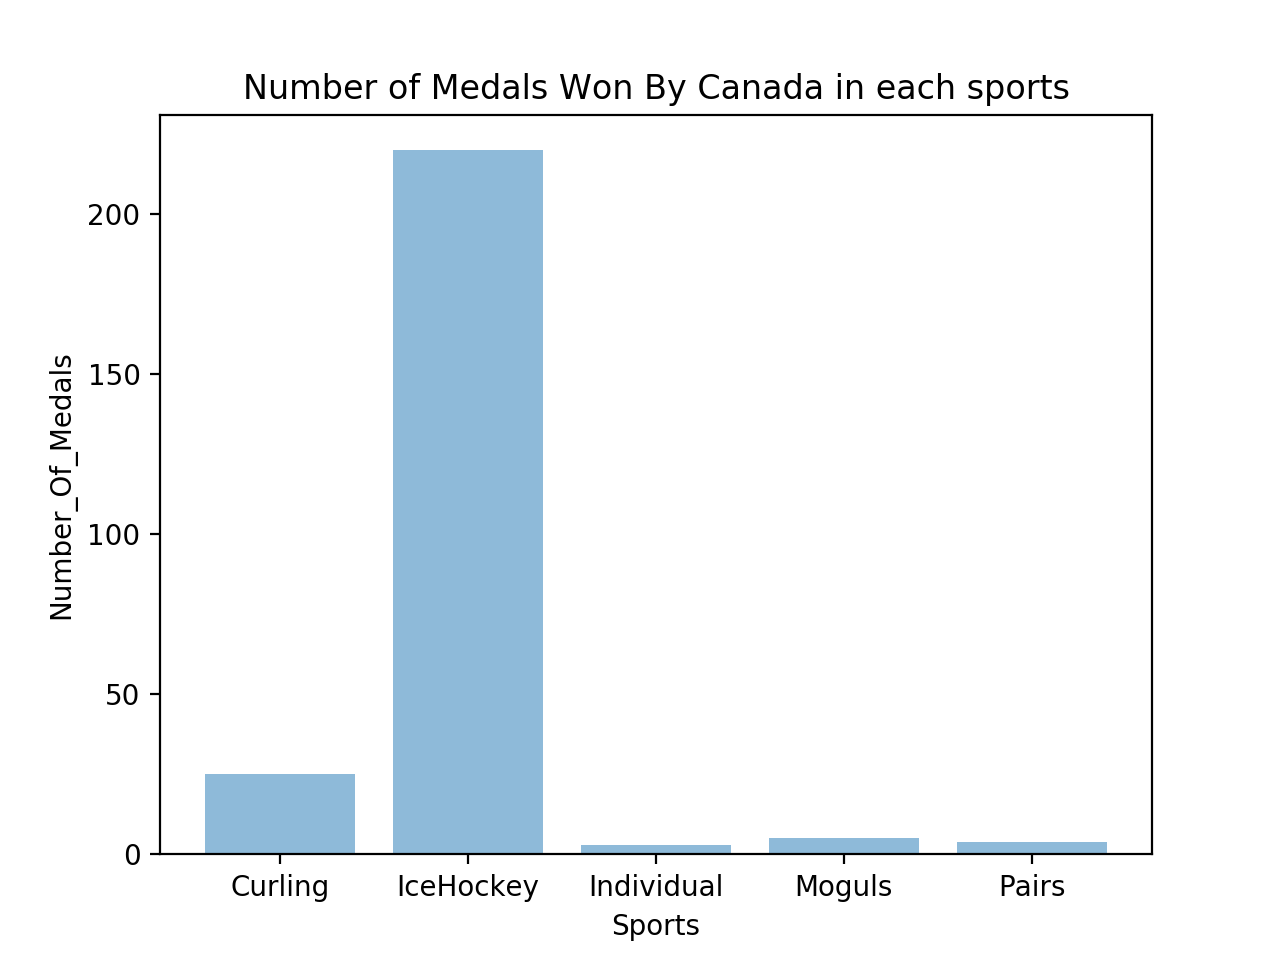 Number of Medals Won By Canada in each sports
Number_Of_Medals
200
150
100
50
0
Curling IceHockey Individual Moguls Pairs
Sports